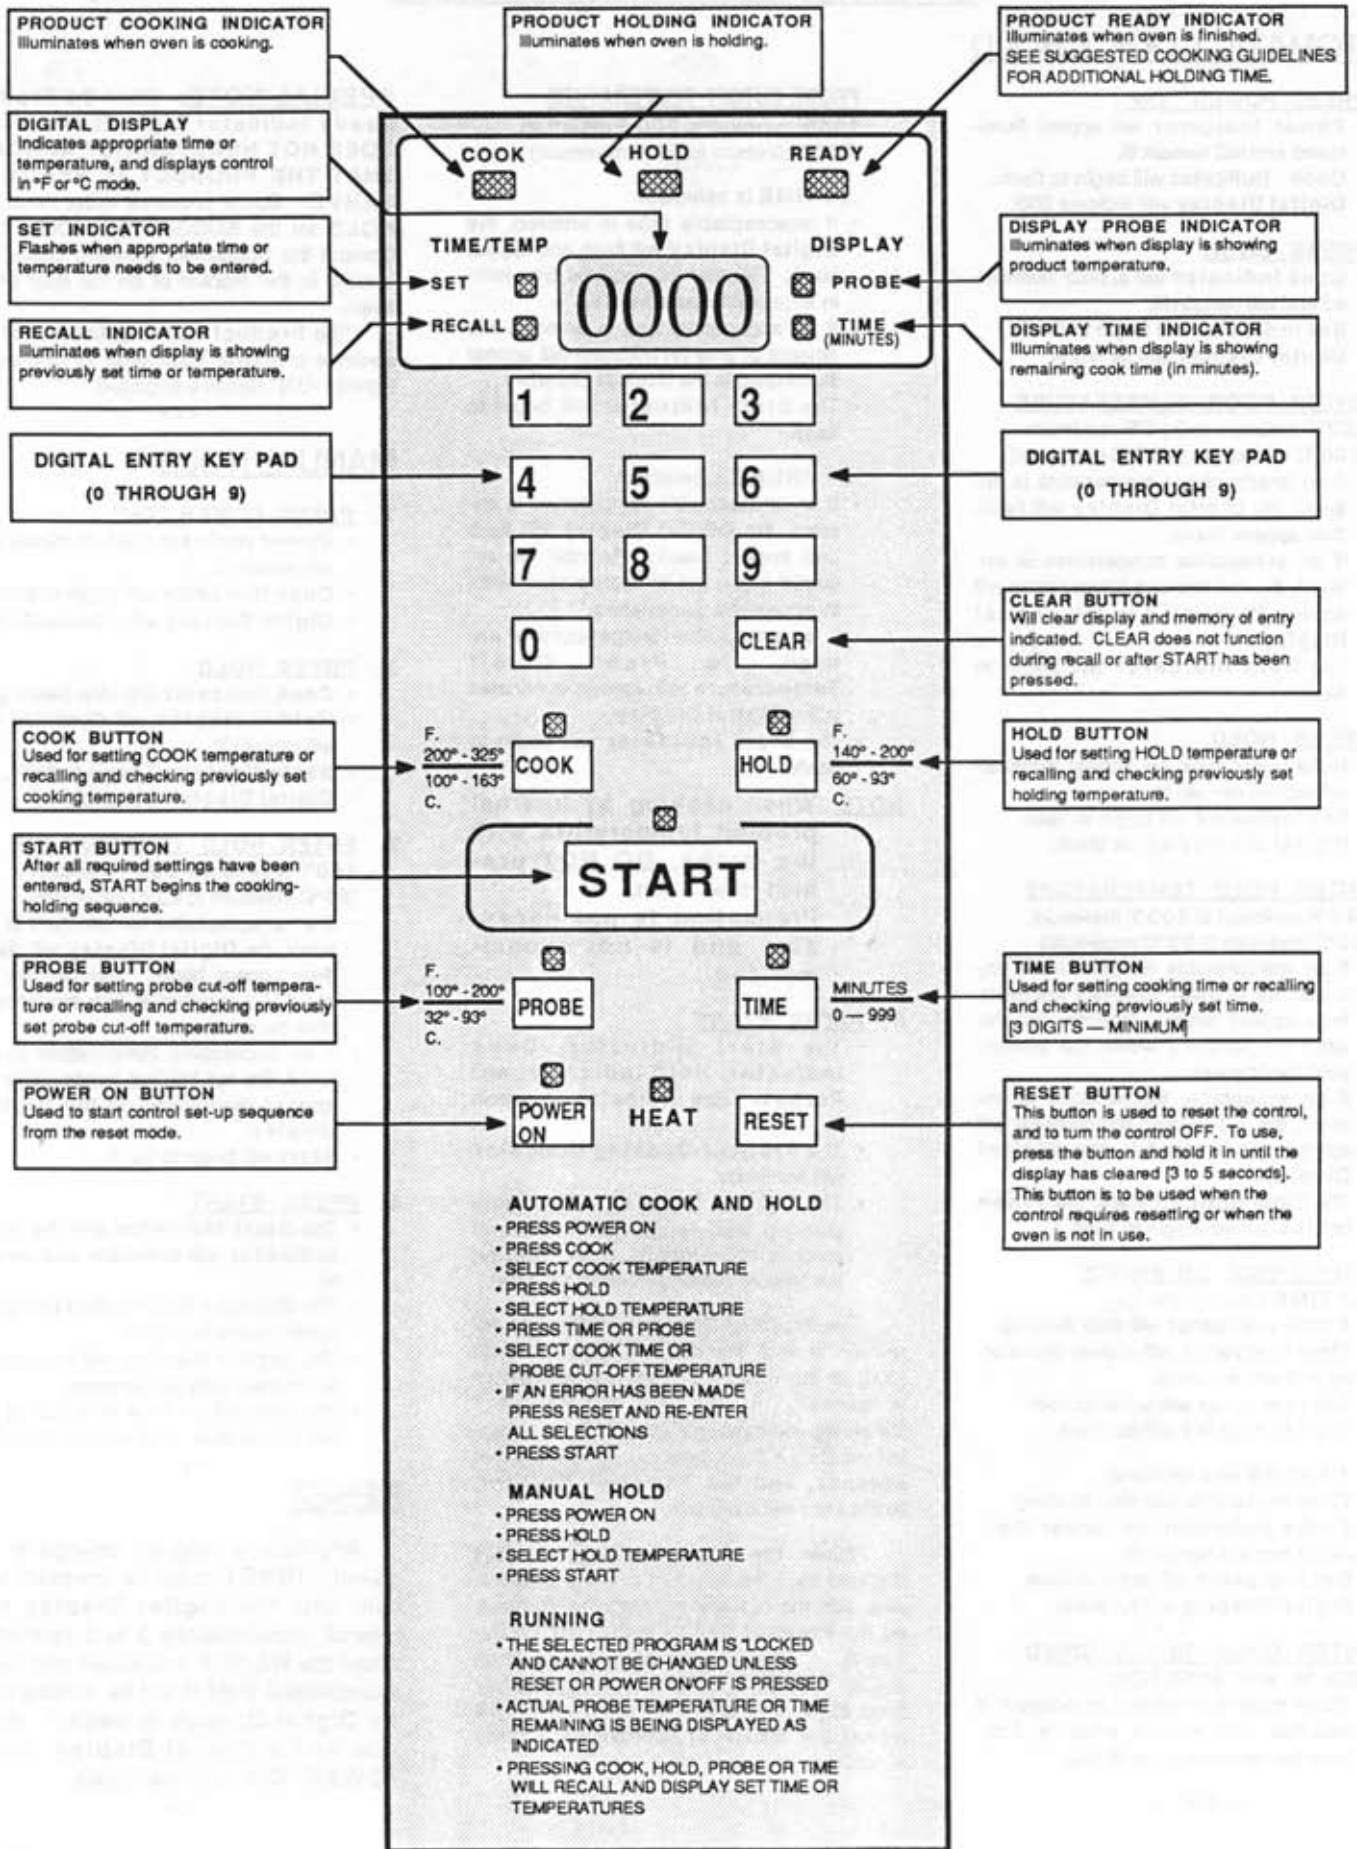 PRODUCT COOKING INDICATOR
Illuminates when oven is cooking.
PRODUCT HOLDING INDICATOR
Illuminates when oven is holding.
PRODUCT READY INDICATOR
Illuminates when oven is finished.
SEE SUGGESTED COOKING GUIDELINES
FOR ADDITIONAL HOLDING TIME.
DIGITAL DISPLAY
Indicates appropriate time or
temperature, and displays control
in °F or °C mode.
SET INDICATOR
Flashes when appropriate time or
temperature needs to be entered.
RECALL INDICATOR
Illuminates when display is showing
previously set time or temperature.
DIGITAL ENTRY KEY PAD
(0 THROUGH 9)
COOK BUTTON
Used for setting COOK temperature or
recalling and checking previously set
cooking temperature.
START BUTTON
After all required settings have been
entered, START begins the cooking-
holding sequence.
PROBE BUTTON
Used for setting probe cut-off tempera-
ture or recalling and checking previously
set probe cut-off temperature.
POWER ON BUTTON
Used to start control set-up sequence
from the reset mode.
COOK HOLD READY
TIME/TEMP DISPLAY
SET 0000 PROBE
RECALL TIME
(MINUTES)
1 2 3
4 5 6
7 8 9
0 CLEAR
F.
200° - 325°
100° - 163°
C.
COOK
HOLD
F.
140° - 200°
60° - 93°
C.
START
F.
100° - 200°
32° - 93°
C.
PROBE
TIME
MINUTES
0 — 999
POWER
ON
HEAT
RESET
AUTOMATIC COOK AND HOLD
• PRESS POWER ON
• PRESS COOK
• SELECT COOK TEMPERATURE
• PRESS HOLD
• SELECT HOLD TEMPERATURE
• PRESS TIME OR PROBE
• SELECT COOK TIME OR
PROBE CUT-OFF TEMPERATURE
• IF AN ERROR HAS BEEN MADE
PRESS RESET AND RE-ENTER
ALL SELECTIONS
• PRESS START
MANUAL HOLD
• PRESS POWER ON
• PRESS HOLD
• SELECT HOLD TEMPERATURE
• PRESS START
RUNNING
• THE SELECTED PROGRAM IS "LOCKED
AND CANNOT BE CHANGED UNLESS
RESET OR POWER ON/OFF IS PRESSED
• ACTUAL PROBE TEMPERATURE OR TIME
REMAINING IS BEING DISPLAYED AS
INDICATED
• PRESSING COOK, HOLD, PROBE OR TIME
WILL RECALL AND DISPLAY SET TIME OR
TEMPERATURES
DISPLAY PROBE INDICATOR
Illuminates when display is showing
product temperature.
DISPLAY TIME INDICATOR
Illuminates when display is showing
remaining cook time (in minutes).
DIGITAL ENTRY KEY PAD
(0 THROUGH 9)
CLEAR BUTTON
Will clear display and memory of entry
indicated. CLEAR does not function
during recall or after START has been
pressed.
HOLD BUTTON
Used for setting HOLD temperature or
recalling and checking previously set
holding temperature.
TIME BUTTON
Used for setting cooking time or recalling
and checking previously set time.
[3 DIGITS — MINIMUM]
RESET BUTTON
This button is used to reset the control,
and to turn the control OFF. To use,
press the button and hold it in until the
display has cleared [3 to 5 seconds].
This button is to be used when the
control requires resetting or when the
oven is not in use.